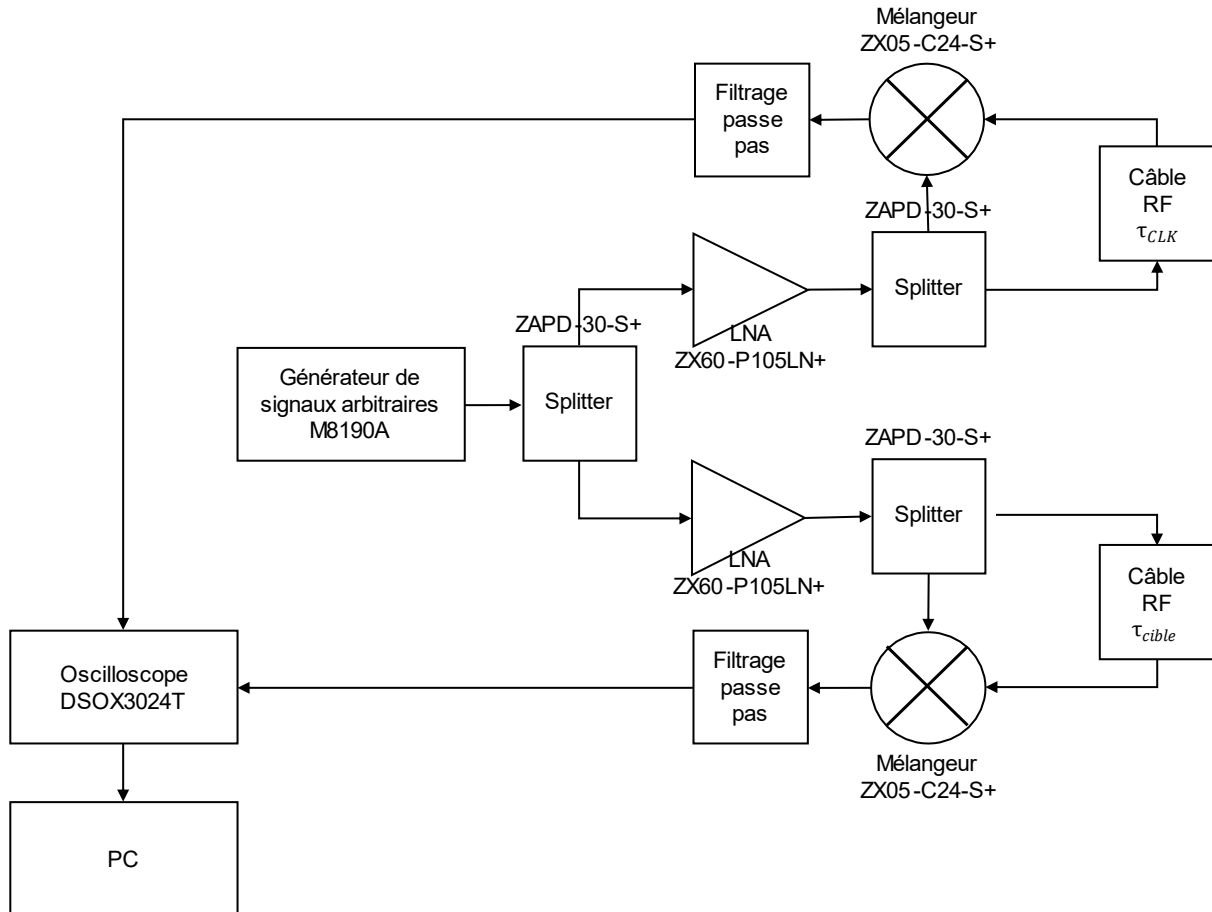 Mélangeur
ZX05-C24-S+
Filtrage
passe
pas
Câble
RF
τCLK
ZAPD-30-S+
Splitter
LNA
ZX60-P105LN+
ZAPD-30-S+
Splitter
Générateur de
signaux arbitraires
M8190A
ZAPD-30-S+
Splitter
LNA
ZX60-P105LN+
Câble
RF
τcible
Filtrage
passe
pas
Mélangeur
ZX05-C24-S+
Oscilloscope
DSOX3024T
PC